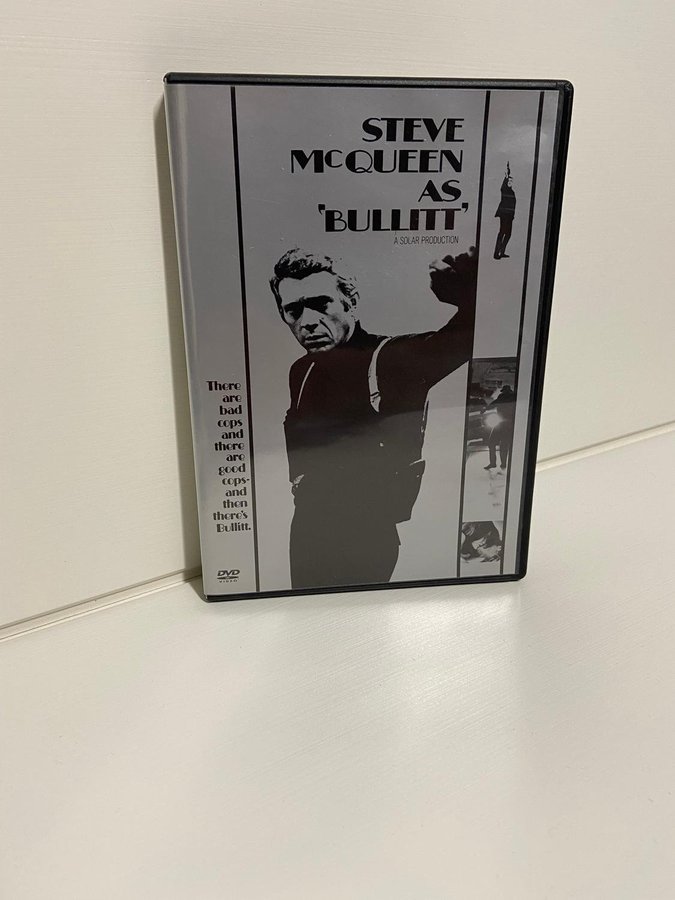 STEVE
McQUEEN
AS
'BULLITT'
A SOLAR PRODUCTION
There
are
bad
cops
and
there
are
good
cops-
and
then
there's
Bullitt.
DVD
VIDEO